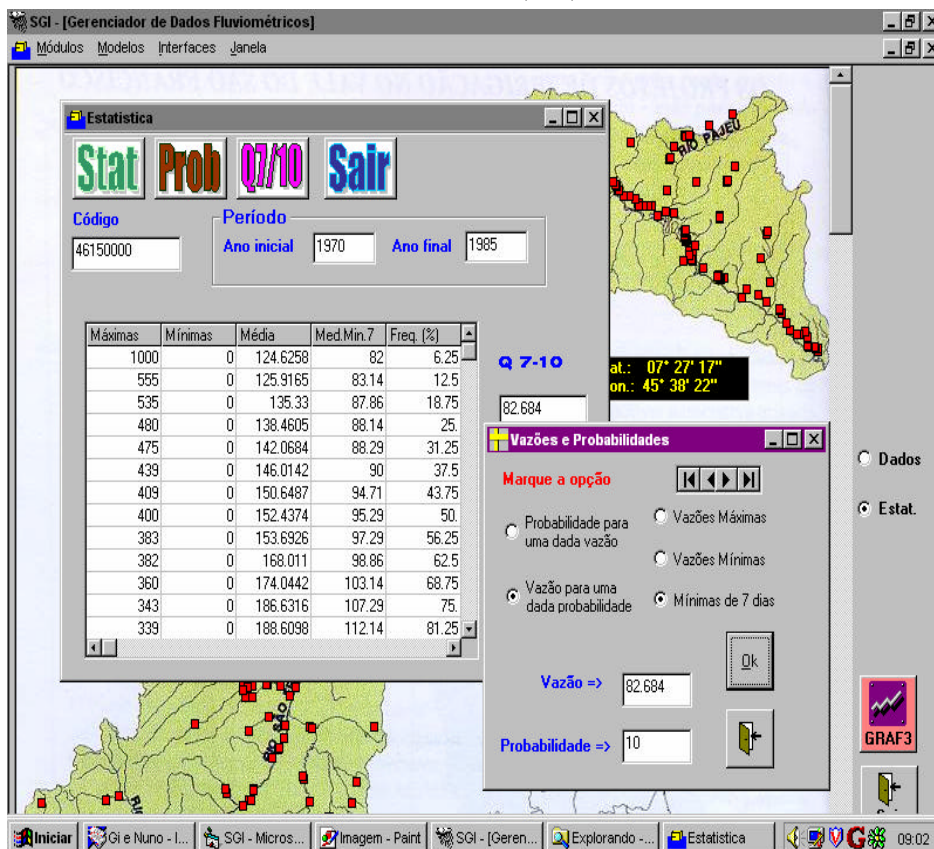 SGI - [Gerenciador de Dados Fluviométricos]
Módulos Modelos Interfaces Janela
RIO PAJEÚ
Estatistica
Stat Prob Q7/10 Sair
Código
46150000
Período
Ano inicial 1970 Ano final 1985
Máximas Mínimas Média Med.Min.7 Freq. (%)
1000 0 124.6258 82 6.25
555 0 125.9165 83.14 12.5
535 0 135.33 87.86 18.75
480 0 138.4605 88.14 25.
475 0 142.0684 88.29 31.25
439 0 146.0142 90 37.5
409 0 150.6487 94.71 43.75
400 0 152.4374 95.29 50.
383 0 153.6926 97.29 56.25
382 0 168.011 98.86 62.5
360 0 174.0442 103.14 68.75
343 0 186.6316 107.29 75.
339 0 188.6098 112.14 81.25
Q 7-10
82.684
at.: 07° 27' 17"
on.: 45° 38' 22"
Vazões e Probabilidades
Marque a opção
Probabilidade para
uma dada vazão
Vazão para uma
dada probabilidade
Vazões Máximas
Vazões Mínimas
Mínimas de 7 dias
Ok
Vazão => 82.684
Probabilidade => 10
Dados
Estat.
GRAF3
RIO SÃO
Iniciar Gi e Nuno - I... SGI - Micros... Imagem - Paint SGI - [Geren... Explorando -... Estatistica 09:02